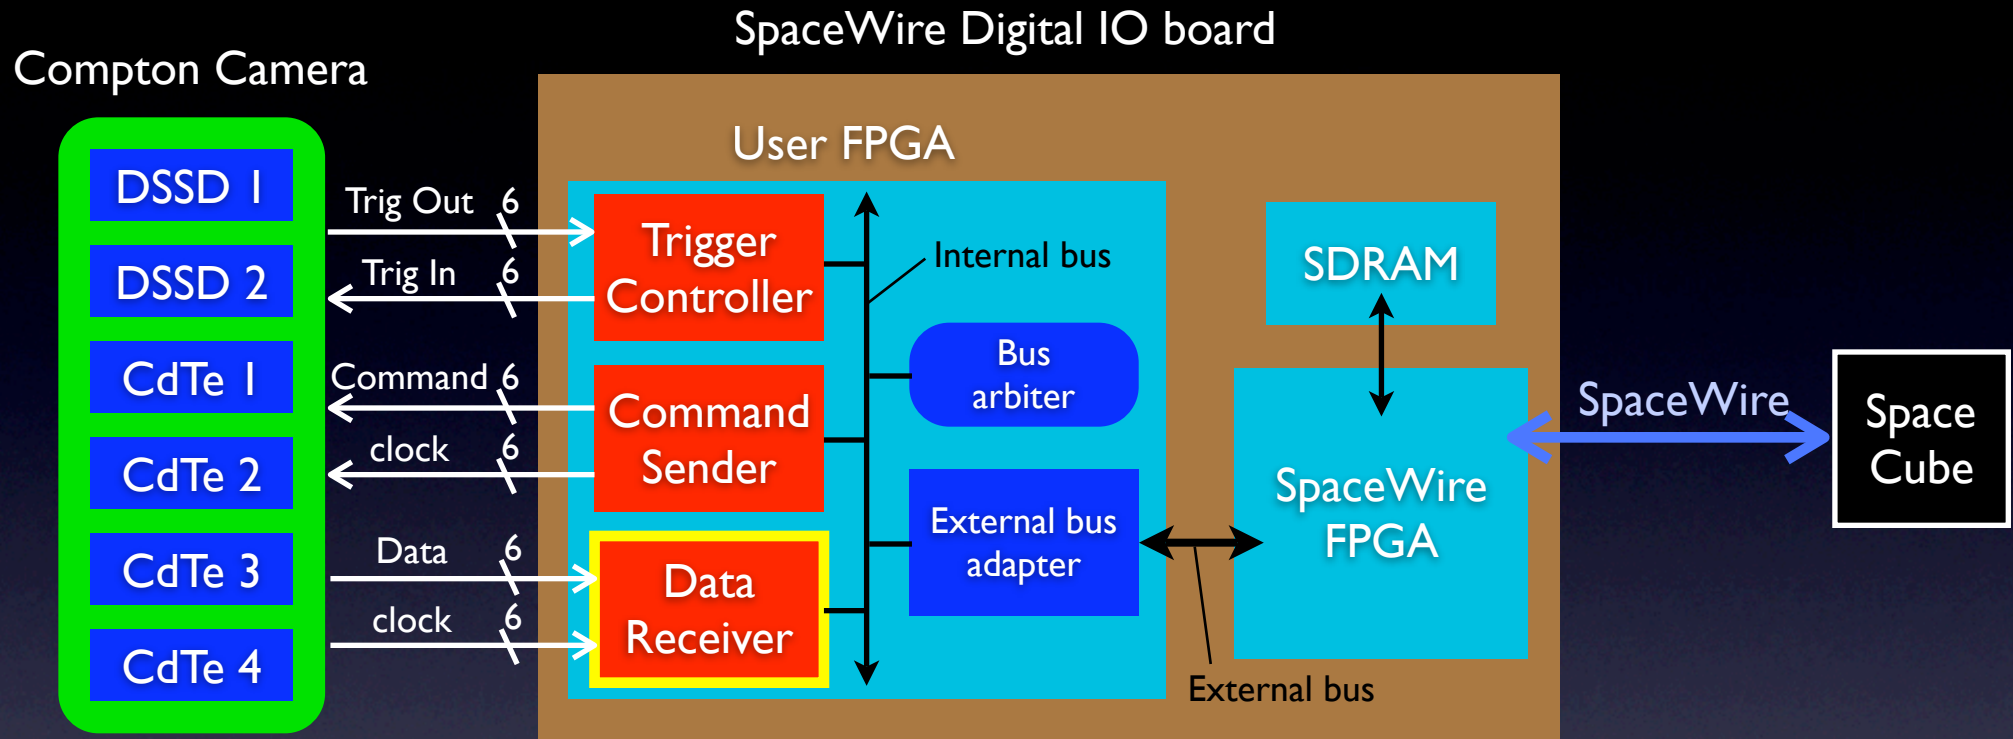 SpaceWire Digital IO board
Compton Camera
DSSD 1
DSSD 2
CdTe 1
CdTe 2
CdTe 3
CdTe 4
Trig Out 6
Trig In 6
Command 6
clock 6
Data 6
clock 6
User FPGA
Trigger
Controller
Command
Sender
Data
Receiver
Internal bus
Bus
arbiter
External bus
adapter
External bus
SDRAM
SpaceWire
FPGA
SpaceWire
Space
Cube